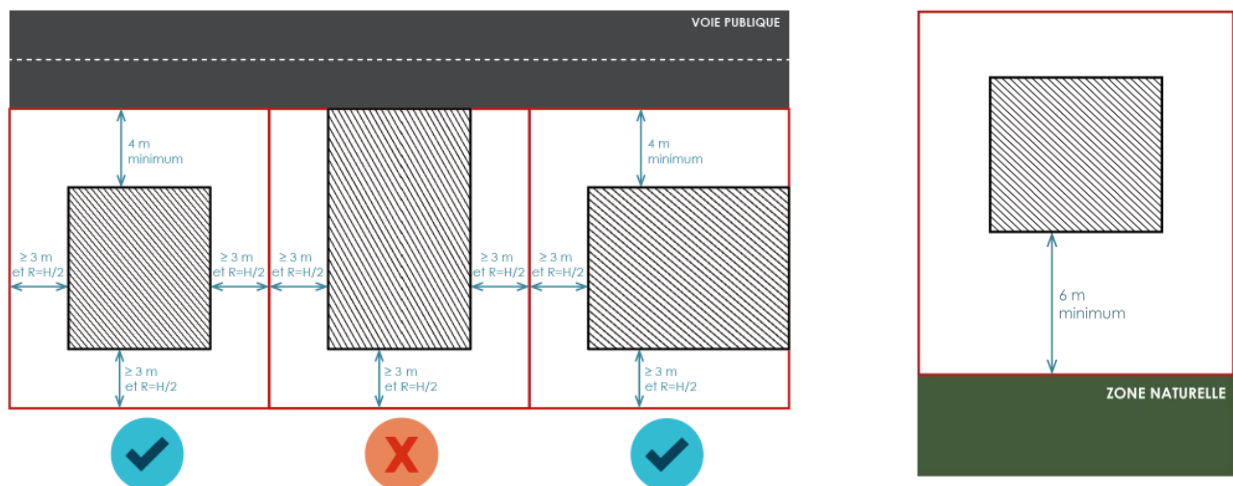 VOIE PUBLIQUE
4 m
minimum
4 m
minimum
≥ 3 m
et R=H/2
≥ 3 m
et R=H/2
≥ 3 m
et R=H/2
≥ 3 m
et R=H/2
≥ 3 m
et R=H/2
≥ 3 m
et R=H/2
≥ 3 m
et R=H/2
≥ 3 m
et R=H/2
X
6 m
minimum
ZONE NATURELLE